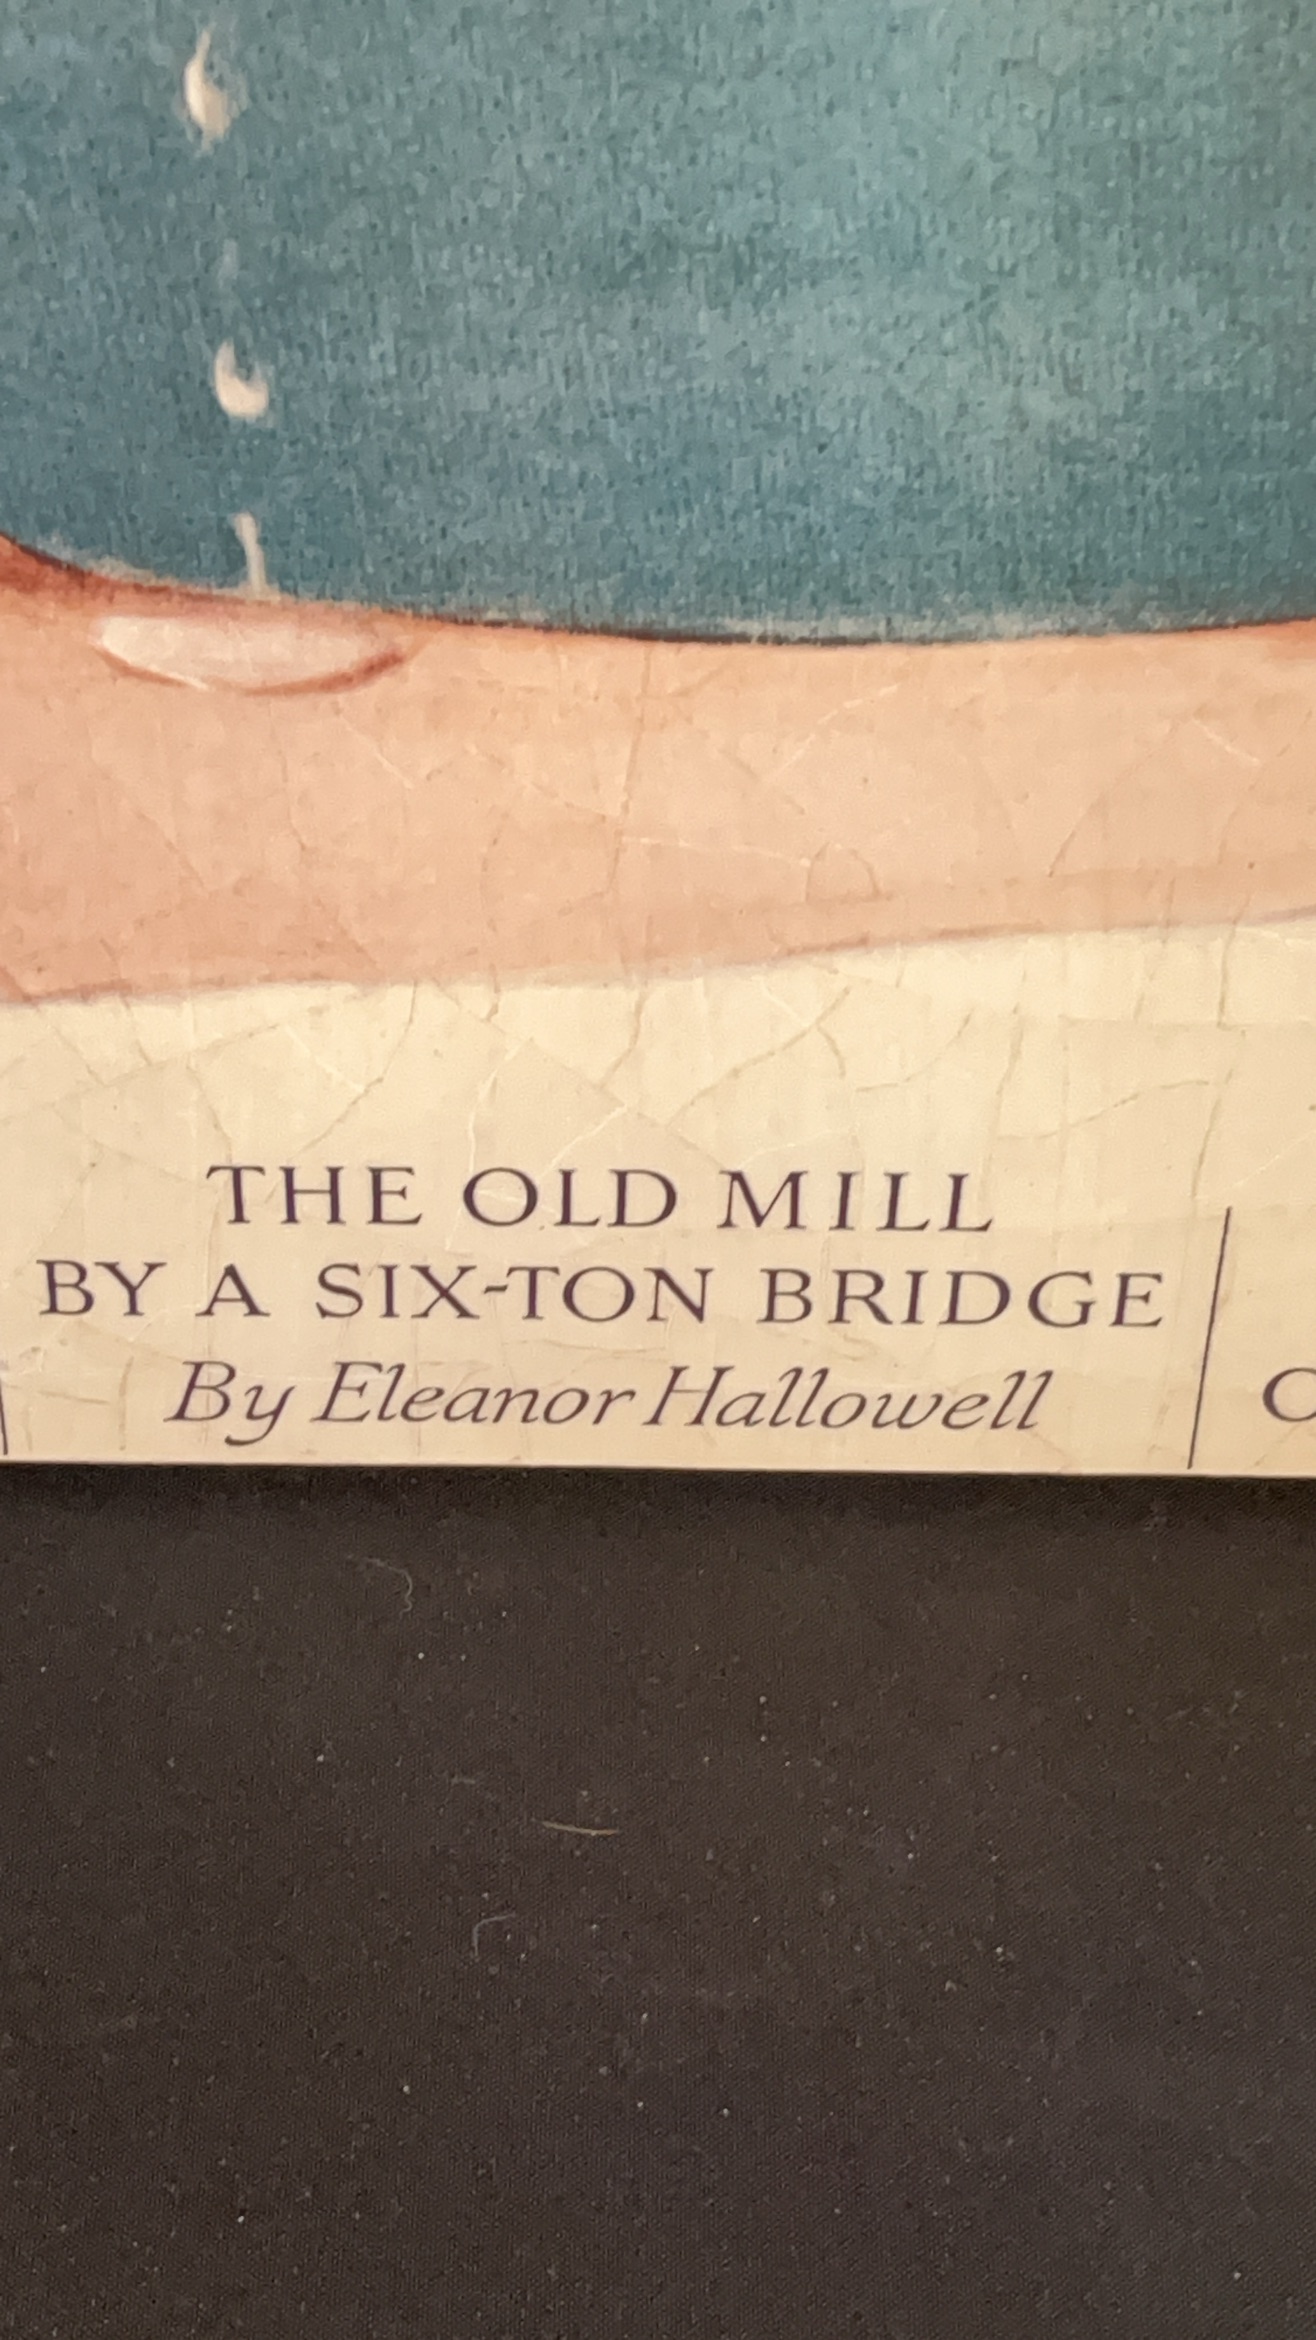 THE OLD MILL
BY A SIX-TON BRIDGE
By Eleanor Hallowell